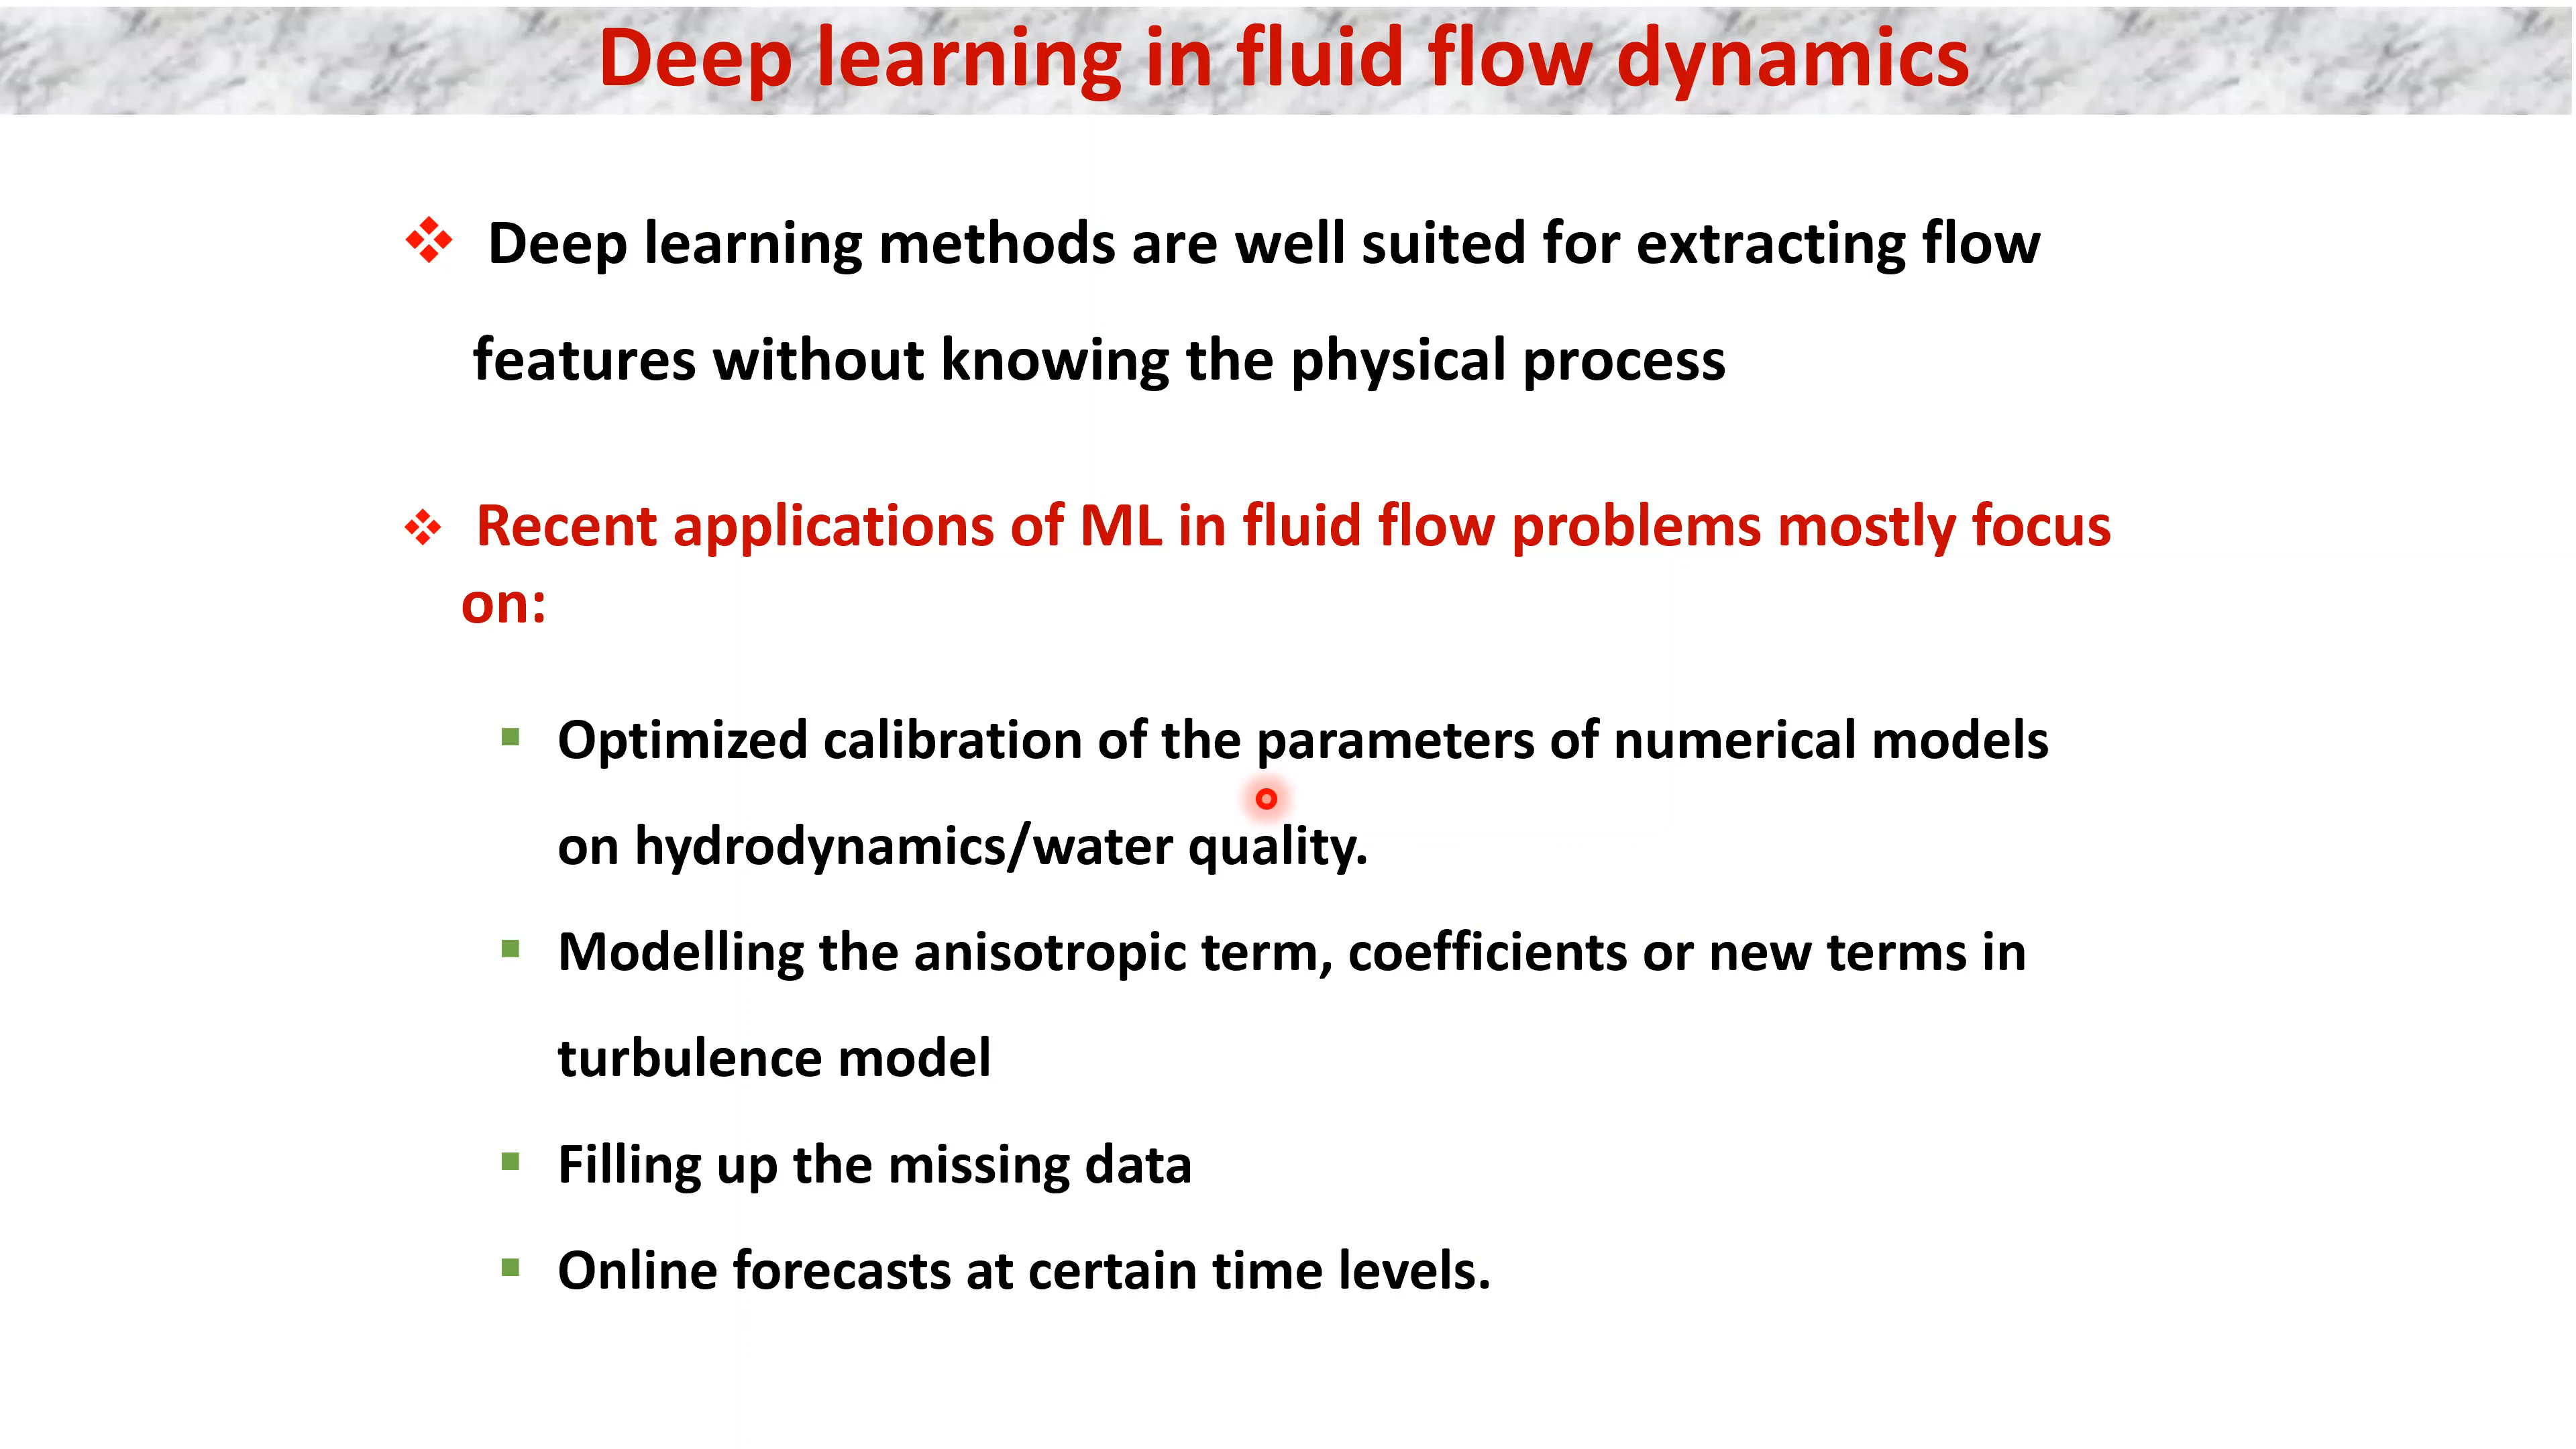 Deep learning in fluid flow dynamics
Deep learning methods are well suited for extracting flow
features without knowing the physical process
Recent applications of ML in fluid flow problems mostly focus
on:
Optimized calibration of the parameters of numerical models
on hydrodynamics/water quality.
Modelling the anisotropic term, coefficients or new terms in
turbulence model
Filling up the missing data
Online forecasts at certain time levels.